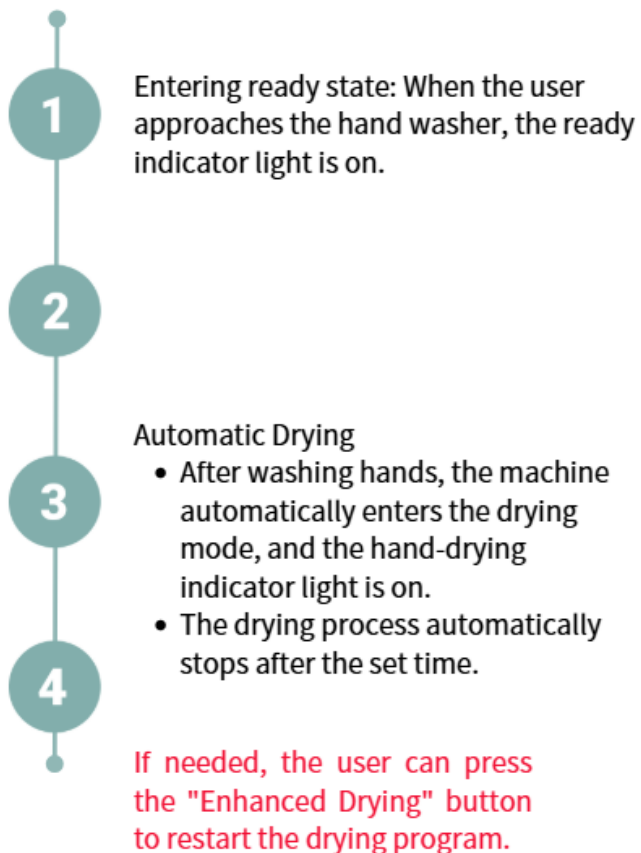 1
Entering ready state: When the user
approaches the hand washer, the ready
indicator light is on.
2
Automatic Drying
• After washing hands, the machine
automatically enters the drying
mode, and the hand-drying
indicator light is on.
• The drying process automatically
stops after the set time.
3
4
If needed, the user can press
the "Enhanced Drying" button
to restart the drying program.